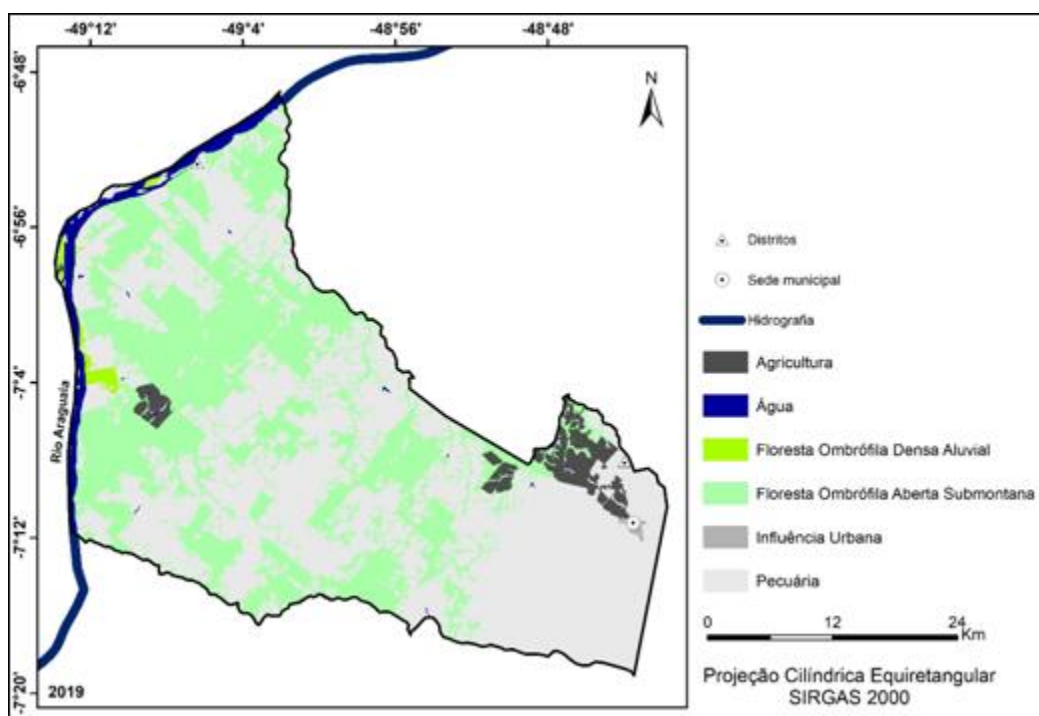 -49°12' -49°4' -48°56' -48°48'
-6°48'
-6°56'
-7°4'
-7°12'
-7°20'
N
Rio Araguaia
2019
Distritos
Sede municipal
Hidrografia
Agricultura
Água
Floresta Ombrófila Densa Aluvial
Floresta Ombrófila Aberta Submontana
Influência Urbana
Pecuária
0 12 24
Km
Projeção Cilíndrica Equiretangular
SIRGAS 2000